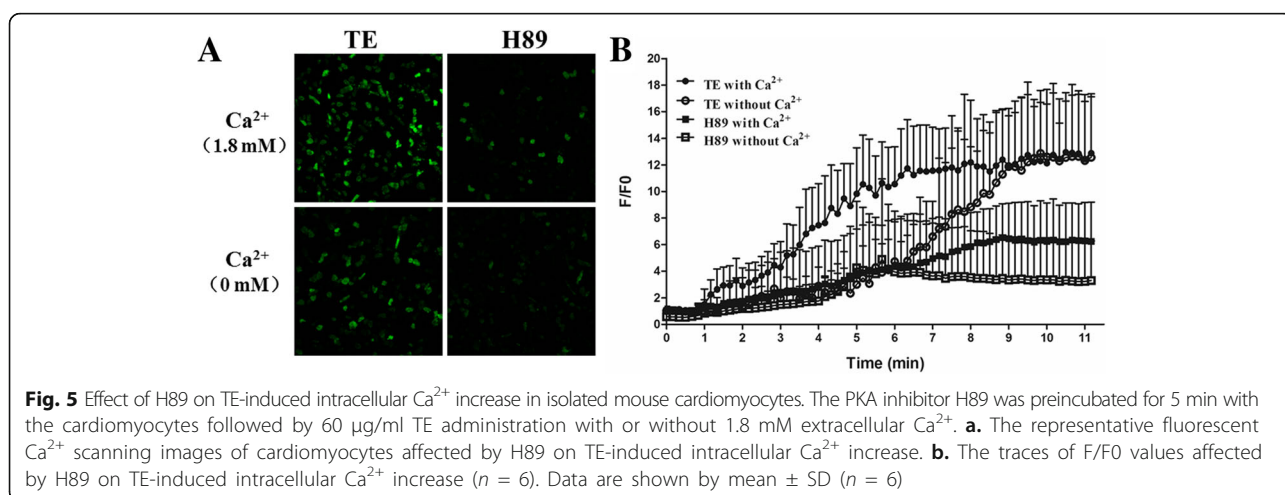 A
TE H89
Ca²⁺
（1.8 mM）
Ca²⁺
（0 mM）
B
TE with Ca²⁺
TE without Ca²⁺
H89 with Ca²⁺
H89 without Ca²⁺
F/F0
20
18
16
14
12
10
8
6
4
2
0
0 1 2 3 4 5 6 7 8 9 10 11
Time (min)
Fig. 5 Effect of H89 on TE-induced intracellular Ca²⁺ increase in isolated mouse cardiomyocytes. The PKA inhibitor H89 was preincubated for 5 min with
the cardiomyocytes followed by 60 μg/ml TE administration with or without 1.8 mM extracellular Ca²⁺. a. The representative fluorescent
Ca²⁺ scanning images of cardiomyocytes affected by H89 on TE-induced intracellular Ca²⁺ increase. b. The traces of F/F0 values affected
by H89 on TE-induced intracellular Ca²⁺ increase (n = 6). Data are shown by mean ± SD (n = 6)